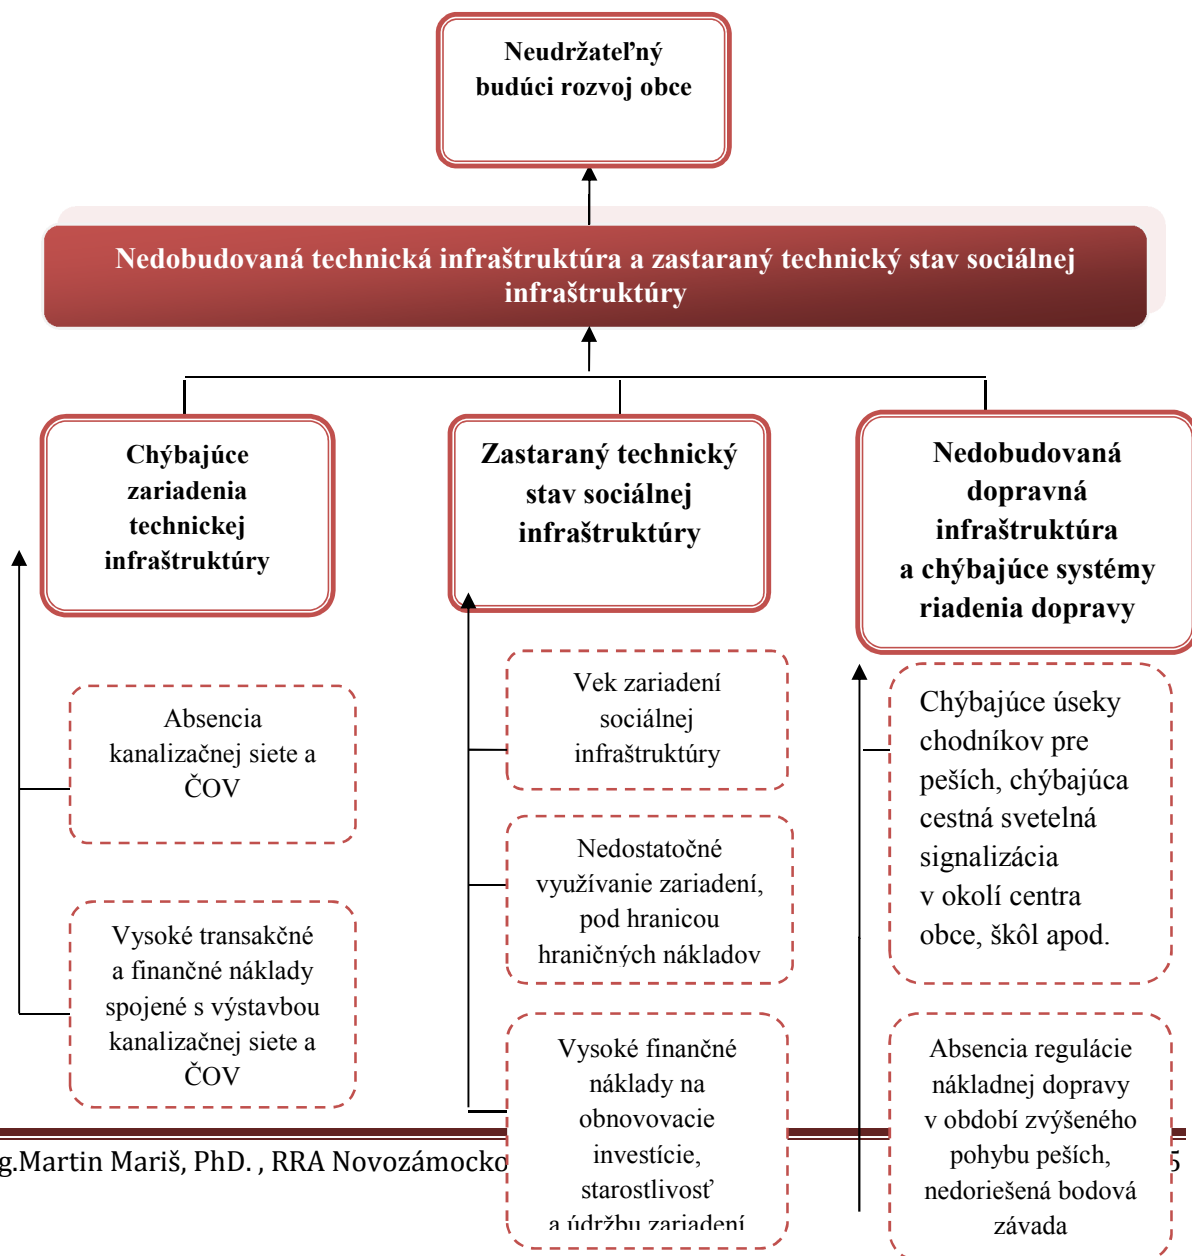 Neudržateľný
budúci rozvoj obce
Nedobudovaná technická infraštruktúra a zastaraný technický stav sociálnej
infraštruktúry
Chýbajúce
zariadenia
technickej
infraštruktúry
Zastaraný technický
stav sociálnej
infraštruktúry
Nedobudovaná
dopravná
infraštruktúra
a chýbajúce systémy
riadenia dopravy
Absencia
kanalizačnej siete a
ČOV
Vysoké transakčné
a finančné náklady
spojené s výstavbou
kanalizačnej siete a
ČOV
Vek zariadení
sociálnej
infraštruktúry
Nedostatočné
využívanie zariadení,
pod hranicou
hraničných nákladov
Vysoké finančné
náklady na
obnovovacie
investície,
starostlivosť
a údržbu zariadení
Chýbajúce úseky
chodníkov pre
peších, chýbajúca
cestná svetelná
signalizácia
v okolí centra
obce, škôl apod.
Absencia regulácie
nákladnej dopravy
v období zvýšeného
pohybu peších,
nedoriešená bodová
závada
g.Martin Mariš, PhD. , RRA Novozámocko
5